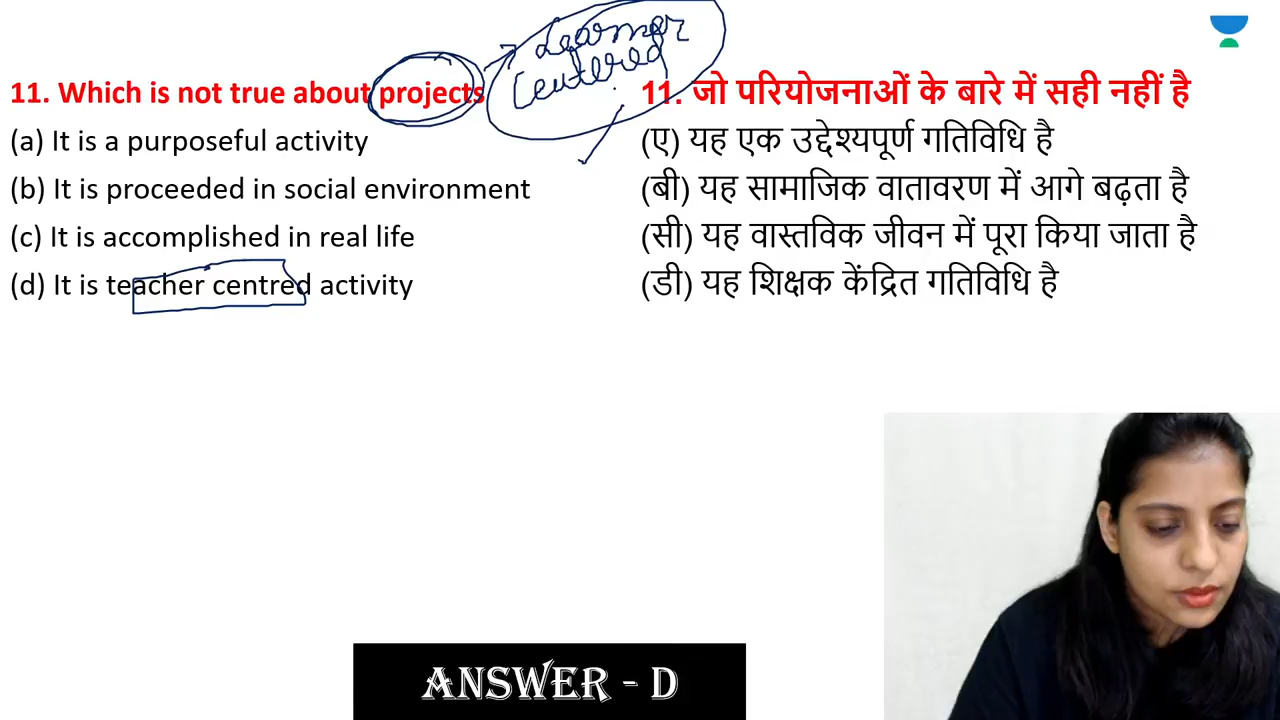 Learner
Centered
11. Which is not true about projects
(a) It is a purposeful activity
(b) It is proceeded in social environment
(c) It is accomplished in real life
(d) It is teacher centred activity
11. जो परियोजनाओं के बारे में सही नहीं है
(ए) यह एक उद्देश्यपूर्ण गतिविधि है
(बी) यह सामाजिक वातावरण में आगे बढ़ता है
(सी) यह वास्तविक जीवन में पूरा किया जाता है
(डी) यह शिक्षक केंद्रित गतिविधि है
ANSWER - D